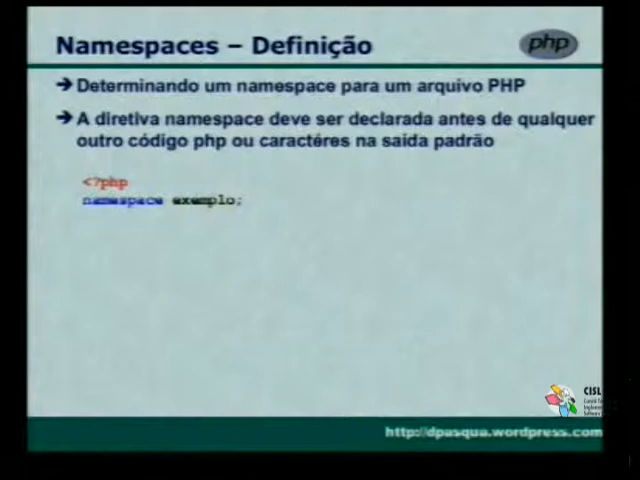 Namespaces – Definição
php
➔ Determinando um namespace para um arquivo PHP
➔ A diretiva namespace deve ser declarada antes de qualquer
outro código php ou caractéres na saída padrão
<?php
namespace exemplo;
CISL
http://dpasqua.wordpress.com